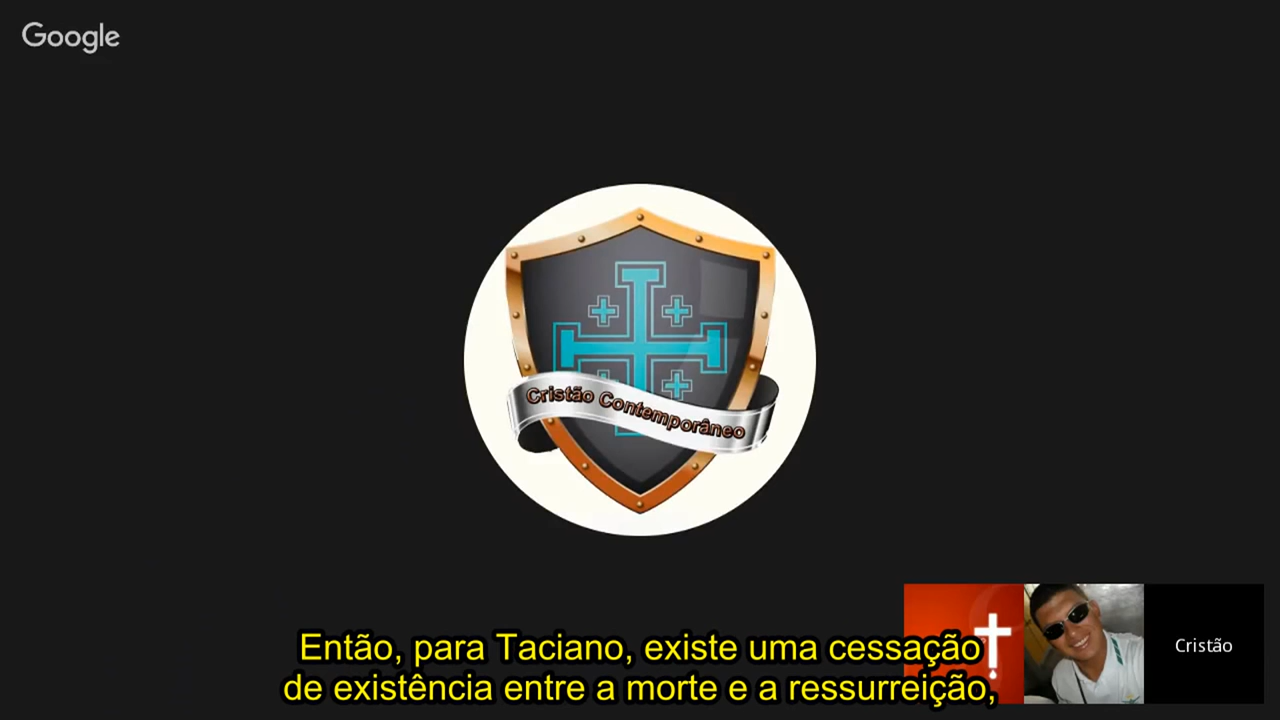 Google
Cristão Contemporâneo
Cristão
Então, para Taciano, existe uma cessação
de existência entre a morte e a ressurreição,